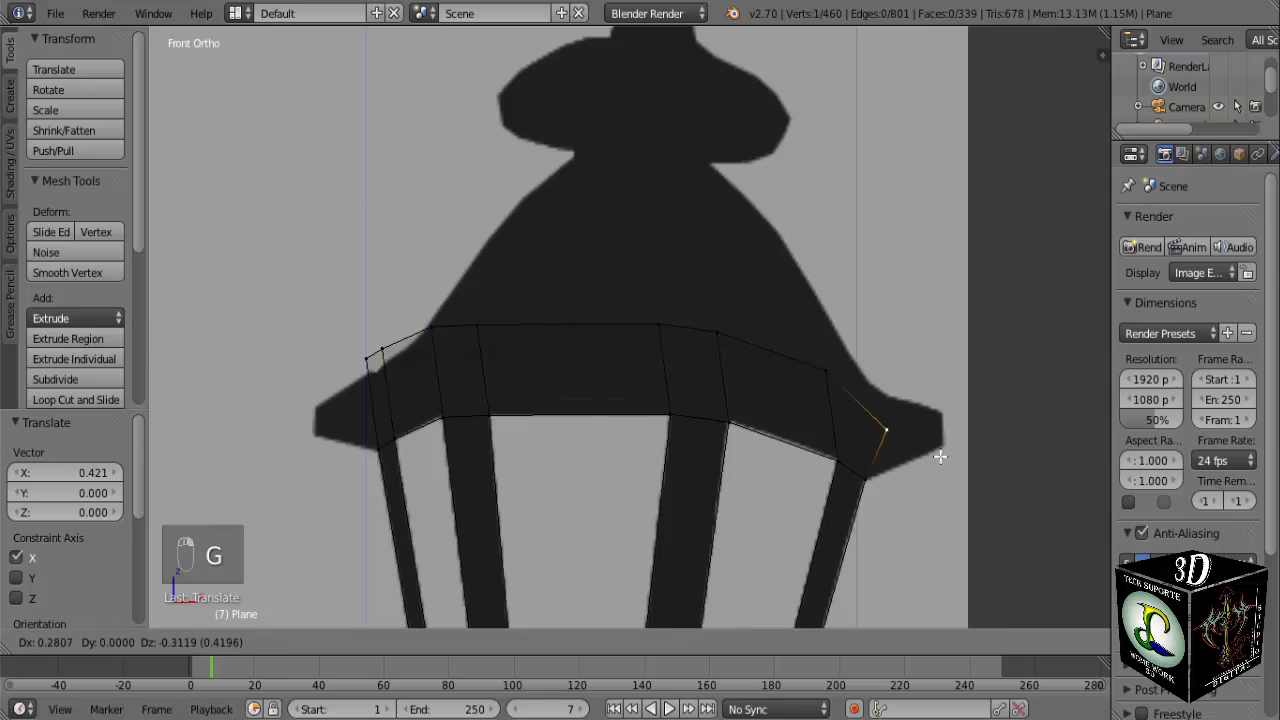 File Render Window Help Default Scene Blender Render v2.70 | Verts:1/460 | Edges:0/801 | Faces:0/339 | Tris:678 | Mem:13.13M (1.15M) | Plane
Tools
Create
Shading / UVs
Options
Grease Pencil
Transform
Translate
Rotate
Scale
Shrink/Fatten
Push/Pull
Mesh Tools
Deform:
Slide Ed Vertex
Noise
Smooth Vertex
Add:
Extrude
Extrude Region
Extrude Individual
Subdivide
Loop Cut and Slide
Translate
Vector
X: 0.421
Y: 0.000
Z: 0.000
Constraint Axis
X
Y
Z
Orientation
Front Ortho
G
Last: Translate
(7) Plane
Dx: 0.2807 Dy: 0.0000 Dz: -0.3119 (0.4196)
View Search All Sc
RenderLa
World
Camera
Scene
Render
Rend Anim Audio
Display Image E...
Dimensions
Render Presets
Resolution: Frame Ra...
1920 p Start :1
1080 p En: 250
50% Fram: 1
Aspect Ra Frame Rate:
: 1.000 24 fps
: 1.000 Time Rem...
1 1
Anti-Aliasing
Freestyle
3D
TECK SUPORTE
HOME WORK
STUDIO
DIGITAL
-40 -20 0 20 40 60 80 100 120 140 160 180 200 220 240 260 280
View Marker Frame Playback Start: 1 End: 250 7 No Sync